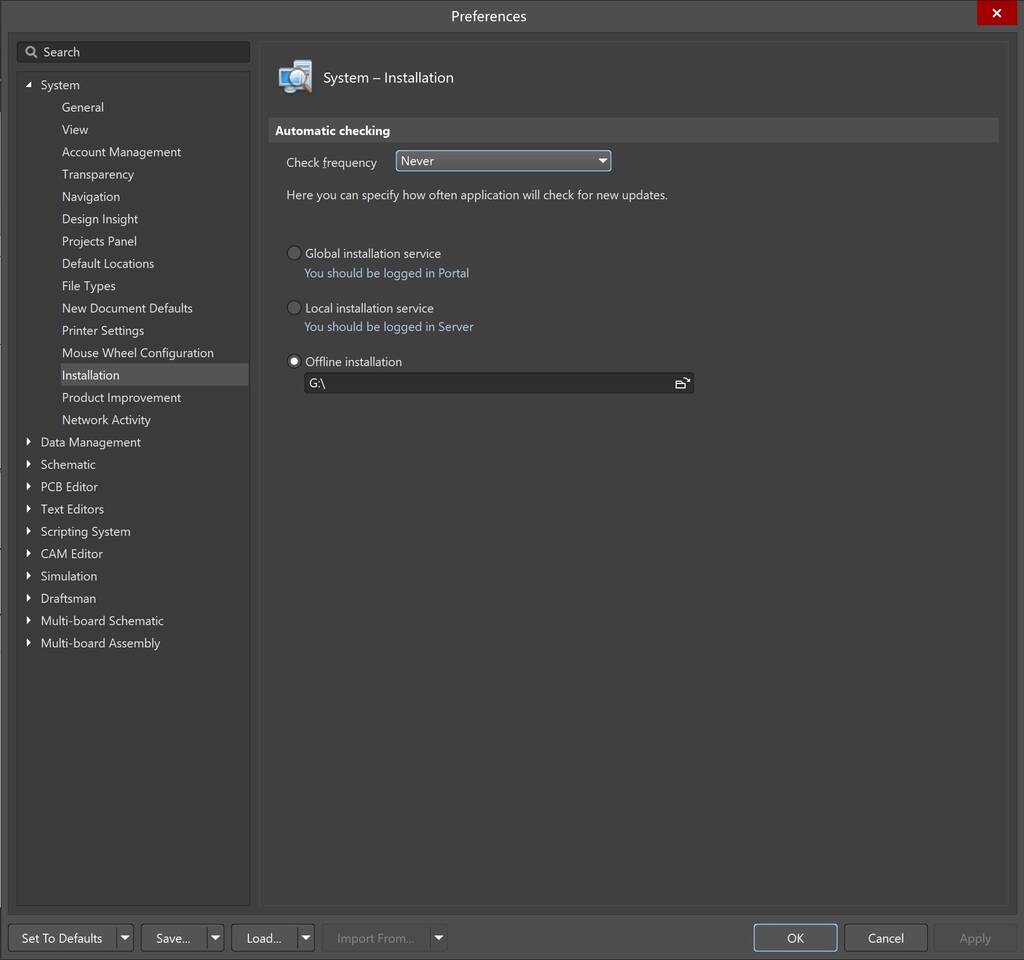 Preferences
Search
System
General
View
Account Management
Transparency
Navigation
Design Insight
Projects Panel
Default Locations
File Types
New Document Defaults
Printer Settings
Mouse Wheel Configuration
Installation
Product Improvement
Network Activity
Data Management
Schematic
PCB Editor
Text Editors
Scripting System
CAM Editor
Simulation
Draftsman
Multi-board Schematic
Multi-board Assembly
System – Installation
Automatic checking
Check frequency Never
Here you can specify how often application will check for new updates.
Global installation service
You should be logged in Portal
Local installation service
You should be logged in Server
Offline installation
G:\
Set To Defaults Save... Load... Import From... OK Cancel Apply